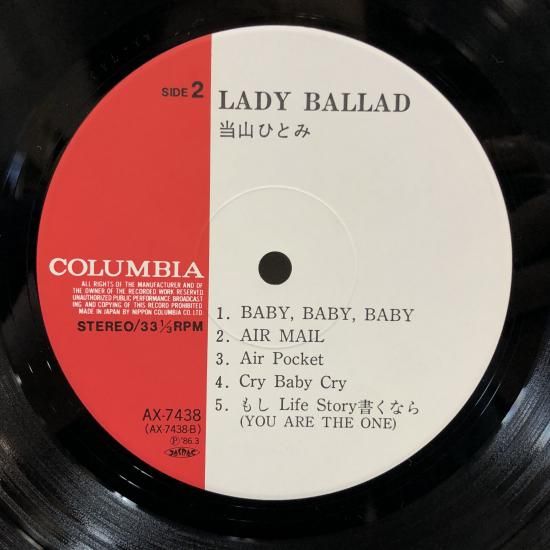 SIDE 2
LADY BALLAD
当山ひとみ
COLUMBIA
ALL RIGHTS OF THE MANUFACTURER AND OF
THE OWNER OF THE RECORDED WORK RESERVED
UNAUTHORIZED PUBLIC PERFORMANCE, BROADCAST
ING AND COPYING OF THIS RECORD PROHIBITED
MADE IN JAPAN BY NIPPON COLUMBIA CO. LTD.
STEREO/33⅓RPM
1. BABY, BABY, BABY
2. AIR MAIL
3. Air Pocket
4. Cry Baby Cry
5. もし Life Story書くなら
(YOU ARE THE ONE)
AX-7438
(AX-7438-B)
Ⓟ'86.3